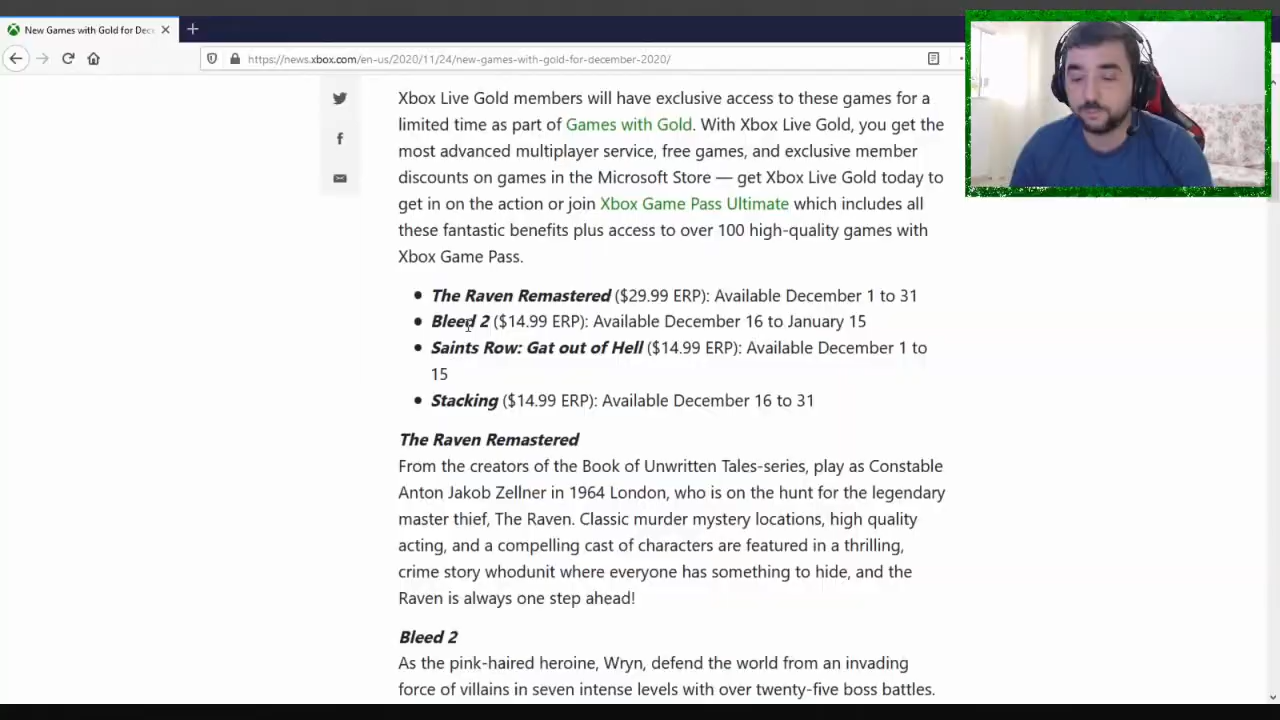 New Games with Gold for Dec
https://news.xbox.com/en-us/2020/11/24/new-games-with-gold-for-december-2020/
Xbox Live Gold members will have exclusive access to these games for a
limited time as part of Games with Gold. With Xbox Live Gold, you get the
most advanced multiplayer service, free games, and exclusive member
discounts on games in the Microsoft Store — get Xbox Live Gold today to
get in on the action or join Xbox Game Pass Ultimate which includes all
these fantastic benefits plus access to over 100 high-quality games with
Xbox Game Pass.
• The Raven Remastered ($29.99 ERP): Available December 1 to 31
• Bleed 2 ($14.99 ERP): Available December 16 to January 15
• Saints Row: Gat out of Hell ($14.99 ERP): Available December 1 to
15
• Stacking ($14.99 ERP): Available December 16 to 31
The Raven Remastered
From the creators of the Book of Unwritten Tales-series, play as Constable
Anton Jakob Zellner in 1964 London, who is on the hunt for the legendary
master thief, The Raven. Classic murder mystery locations, high quality
acting, and a compelling cast of characters are featured in a thrilling,
crime story whodunit where everyone has something to hide, and the
Raven is always one step ahead!
Bleed 2
As the pink-haired heroine, Wryn, defend the world from an invading
force of villains in seven intense levels with over twenty-five boss battles.